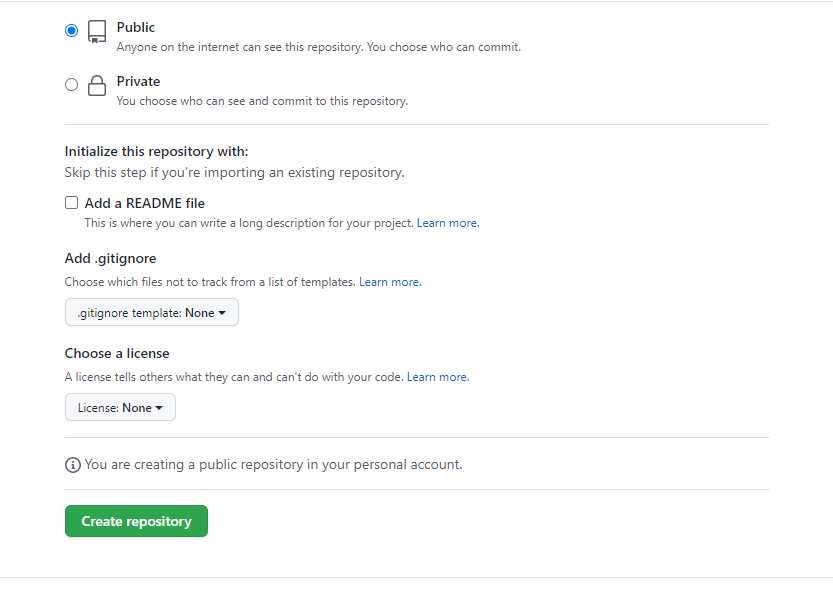 Public
Anyone on the internet can see this repository. You choose who can commit.
Private
You choose who can see and commit to this repository.
Initialize this repository with:
Skip this step if you're importing an existing repository.
Add a README file
This is where you can write a long description for your project. Learn more.
Add .gitignore
Choose which files not to track from a list of templates. Learn more.
.gitignore template: None
Choose a license
A license tells others what they can and can't do with your code. Learn more.
License: None
You are creating a public repository in your personal account.
Create repository